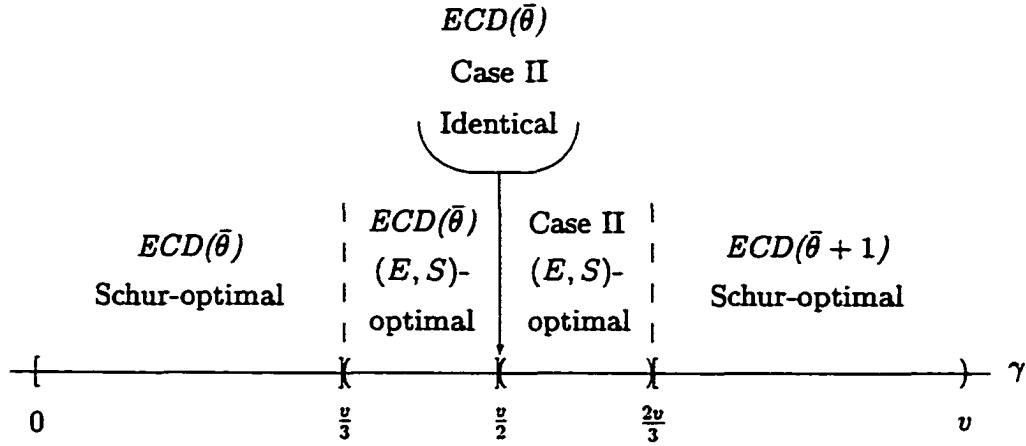 ECD(θ̄)
Case II
Identical
ECD(θ̄)
Schur-optimal
ECD(θ̄)
(E, S)-
optimal
Case II
(E, S)-
optimal
ECD(θ̄ + 1)
Schur-optimal
γ
0
v/3
v/2
2v/3
v